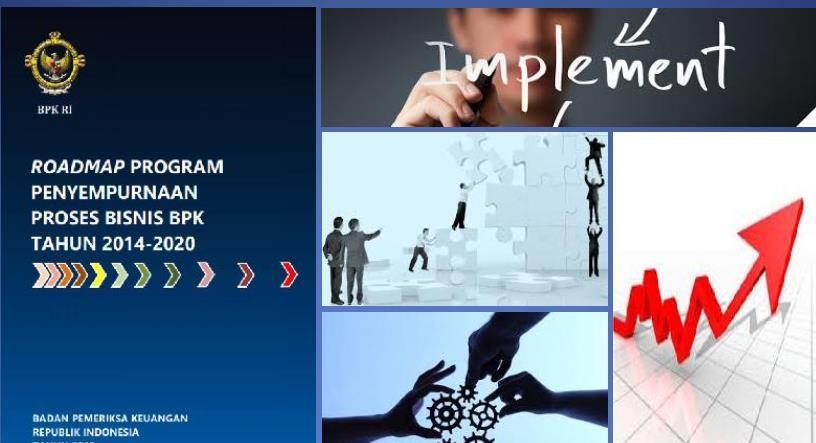 BPK RI
ROADMAP PROGRAM
PENYEMPURNAAN
PROSES BISNIS BPK
TAHUN 2014-2020
BADAN PEMERIKSA KEUANGAN
REPUBLIK INDONESIA
Implement